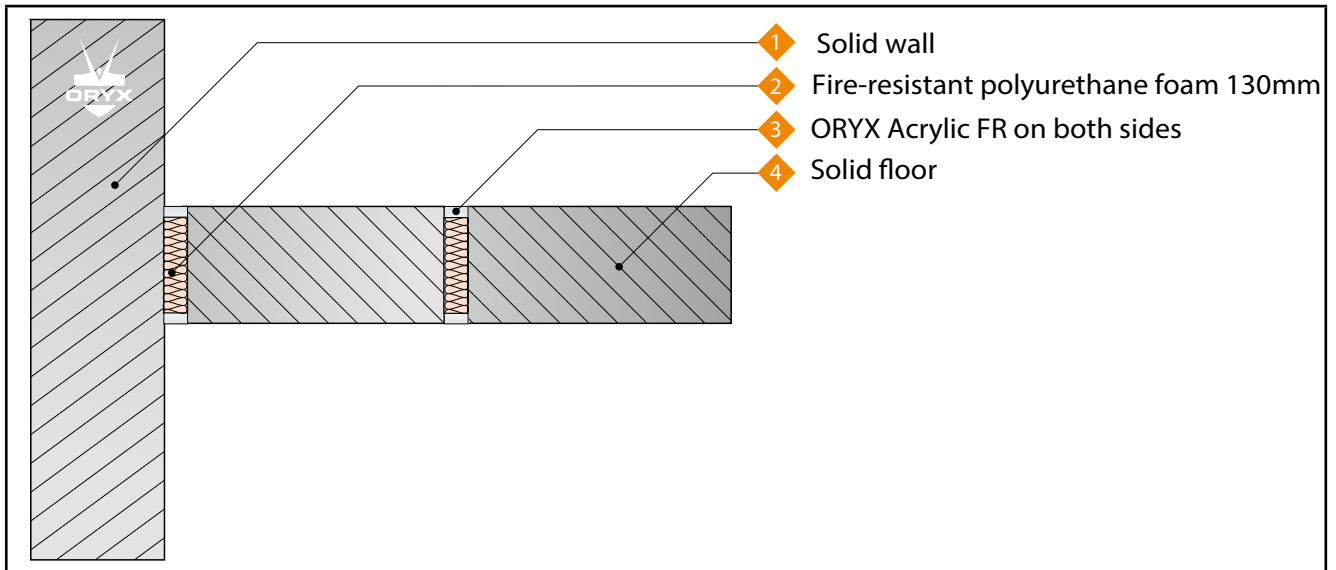 ORYX
1 Solid wall
2 Fire-resistant polyurethane foam 130mm
3 ORYX Acrylic FR on both sides
4 Solid floor